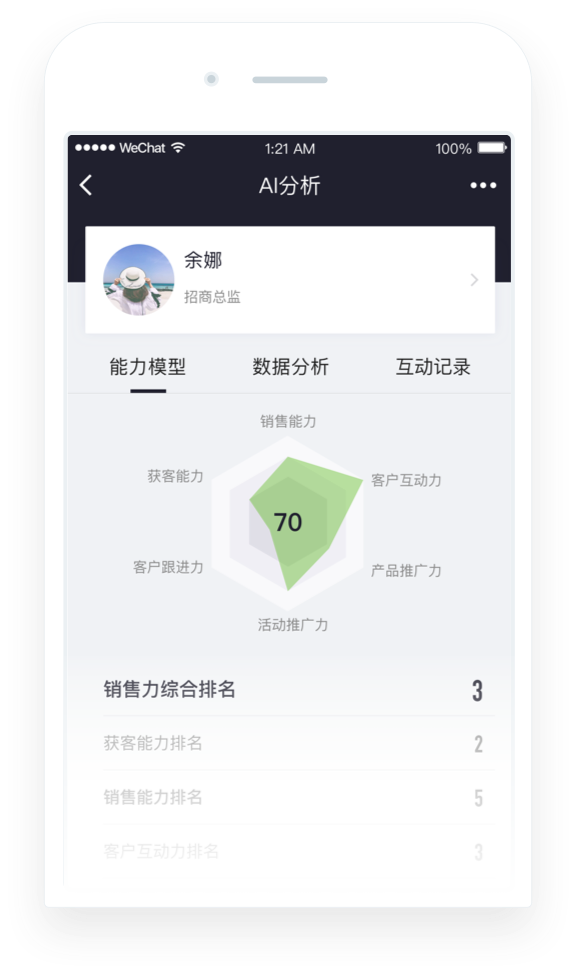 ●●●●● WeChat 1:21 AM 100%
AI分析
余娜
招商总监
能力模型 数据分析 互动记录
销售能力
获客能力 客户互动力
70
客户跟进力 产品推广力
活动推广力
销售力综合排名 3
获客能力排名 2
销售能力排名 5
客户互动力排名 3